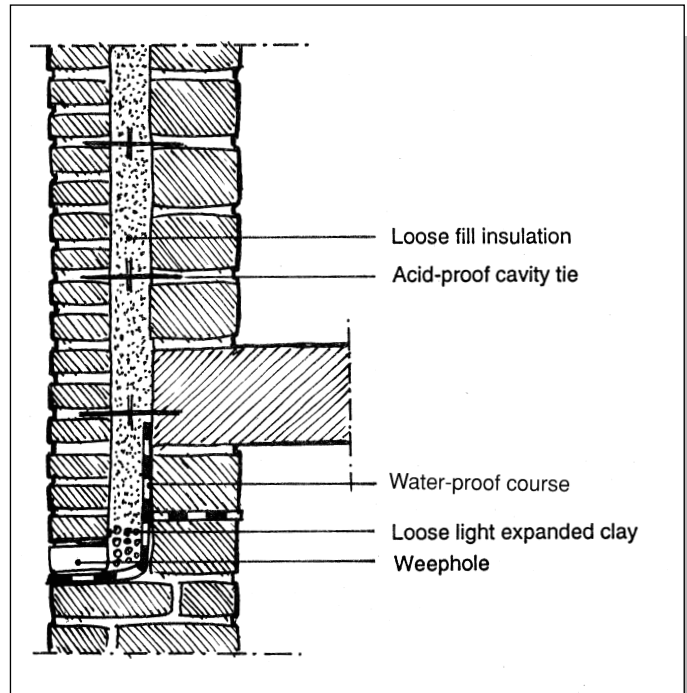 Loose fill insulation
Acid-proof cavity tie
Water-proof course
Loose light expanded clay
Weephole